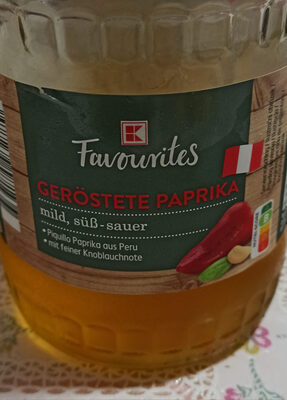 K
Favourites
GERÖSTETE PAPRIKA
mild, süß-sauer
• Piquillo Paprika aus Peru
• mit feiner Knoblauchnote